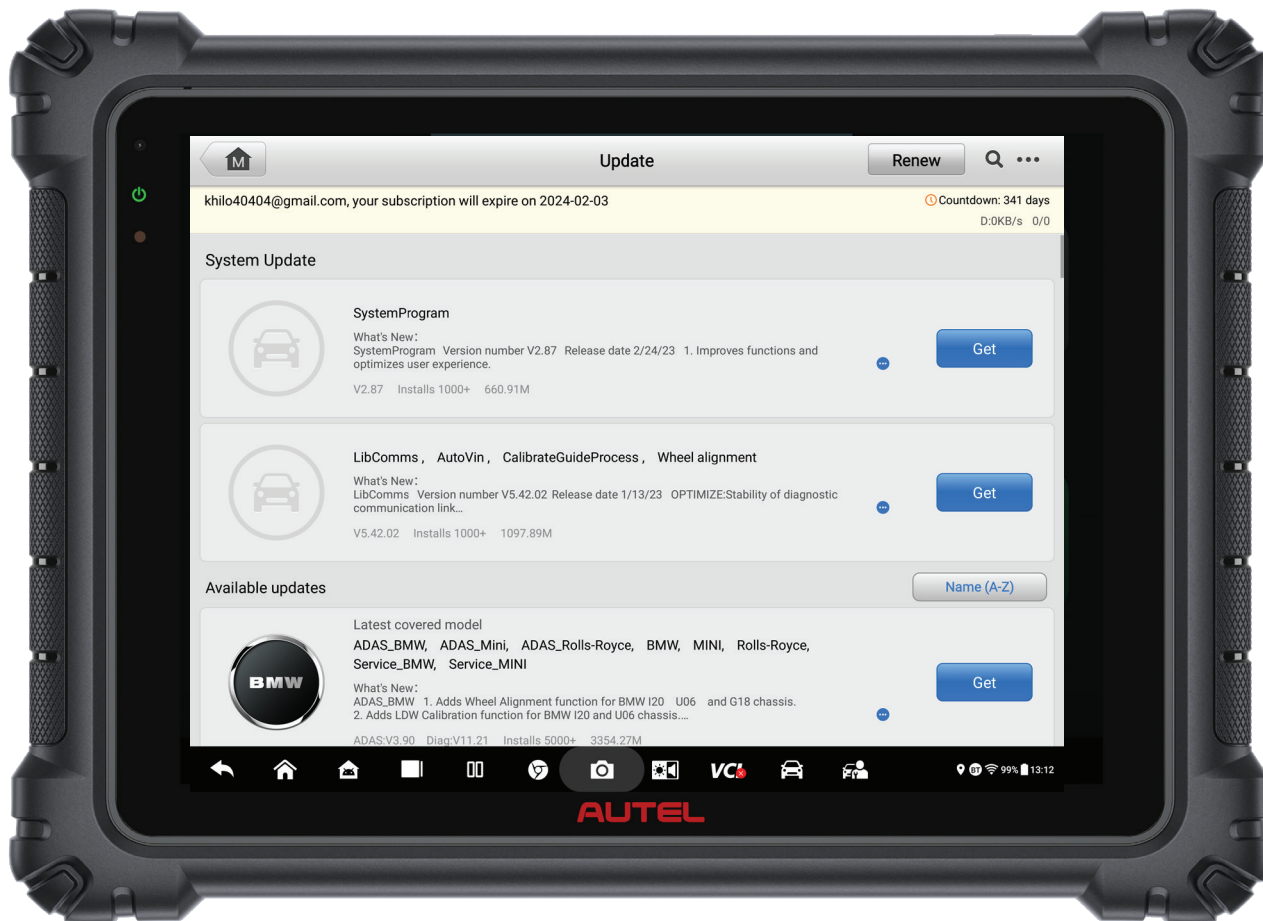 M
Update
Renew
khilo40404@gmail.com, your subscription will expire on 2024-02-03
Countdown: 341 days
D:0KB/s 0/0
System Update
SystemProgram
What's New:
SystemProgram Version number V2.87 Release date 2/24/23 1. Improves functions and
optimizes user experience.
V2.87 Installs 1000+ 660.91M
Get
LibComms , AutoVin , CalibrateGuideProcess , Wheel alignment
What's New:
LibComms Version number V5.42.02 Release date 1/13/23 OPTIMIZE:Stability of diagnostic
communication link...
V5.42.02 Installs 1000+ 1097.89M
Get
Available updates
Name (A-Z)
BMW
Latest covered model
ADAS_BMW, ADAS_Mini, ADAS_Rolls-Royce, BMW, MINI, Rolls-Royce,
Service_BMW, Service_MINI
What's New:
ADAS_BMW 1. Adds Wheel Alignment function for BMW I20 U06 and G18 chassis.
2. Adds LDW Calibration function for BMW I20 and U06 chassis....
ADAS:V3.90 Diag:V11.21 Installs 5000+ 3354.27M
Get
VCI
BT
99%
13:12
AUTEL